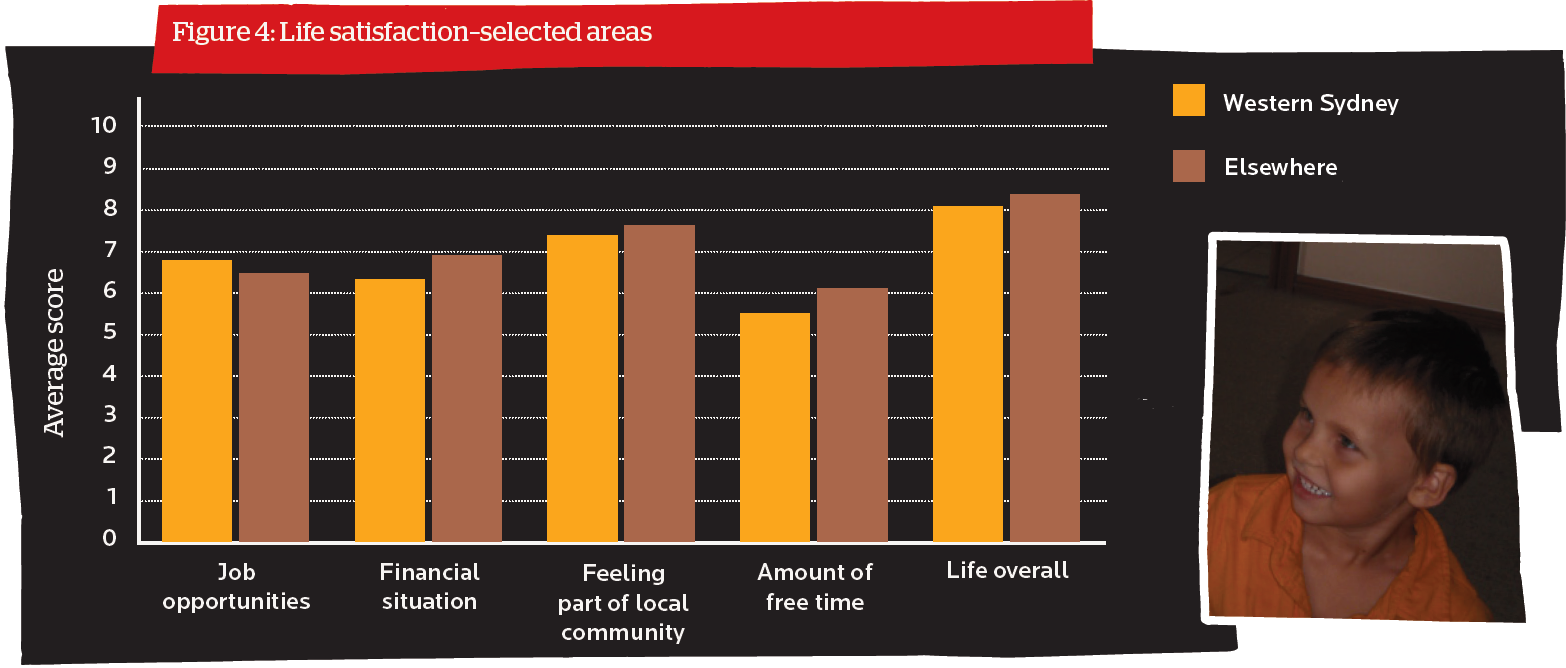 Figure 4: Life satisfaction–selected areas
Western Sydney
Elsewhere
Average score
10
9
8
7
6
5
4
3
2
1
0
Job
opportunities
Financial
situation
Feeling
part of local
community
Amount of
free time
Life overall